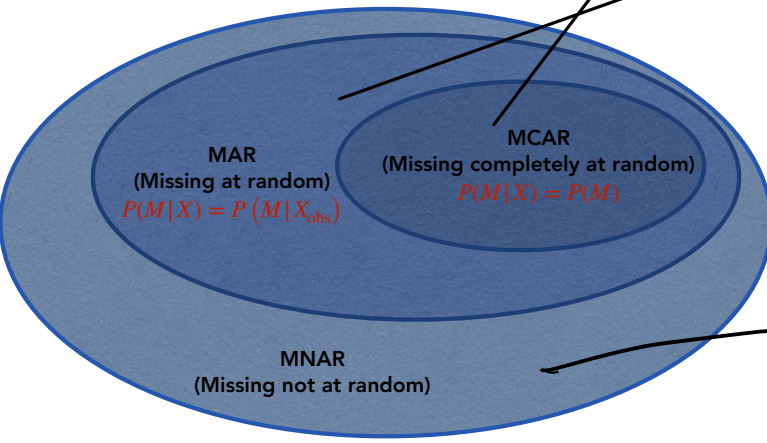 MCAR
(Missing completely at random)
P(M|X) = P(M)
MAR
(Missing at random)
P(M|X) = P(M|X_obs)
MNAR
(Missing not at random)